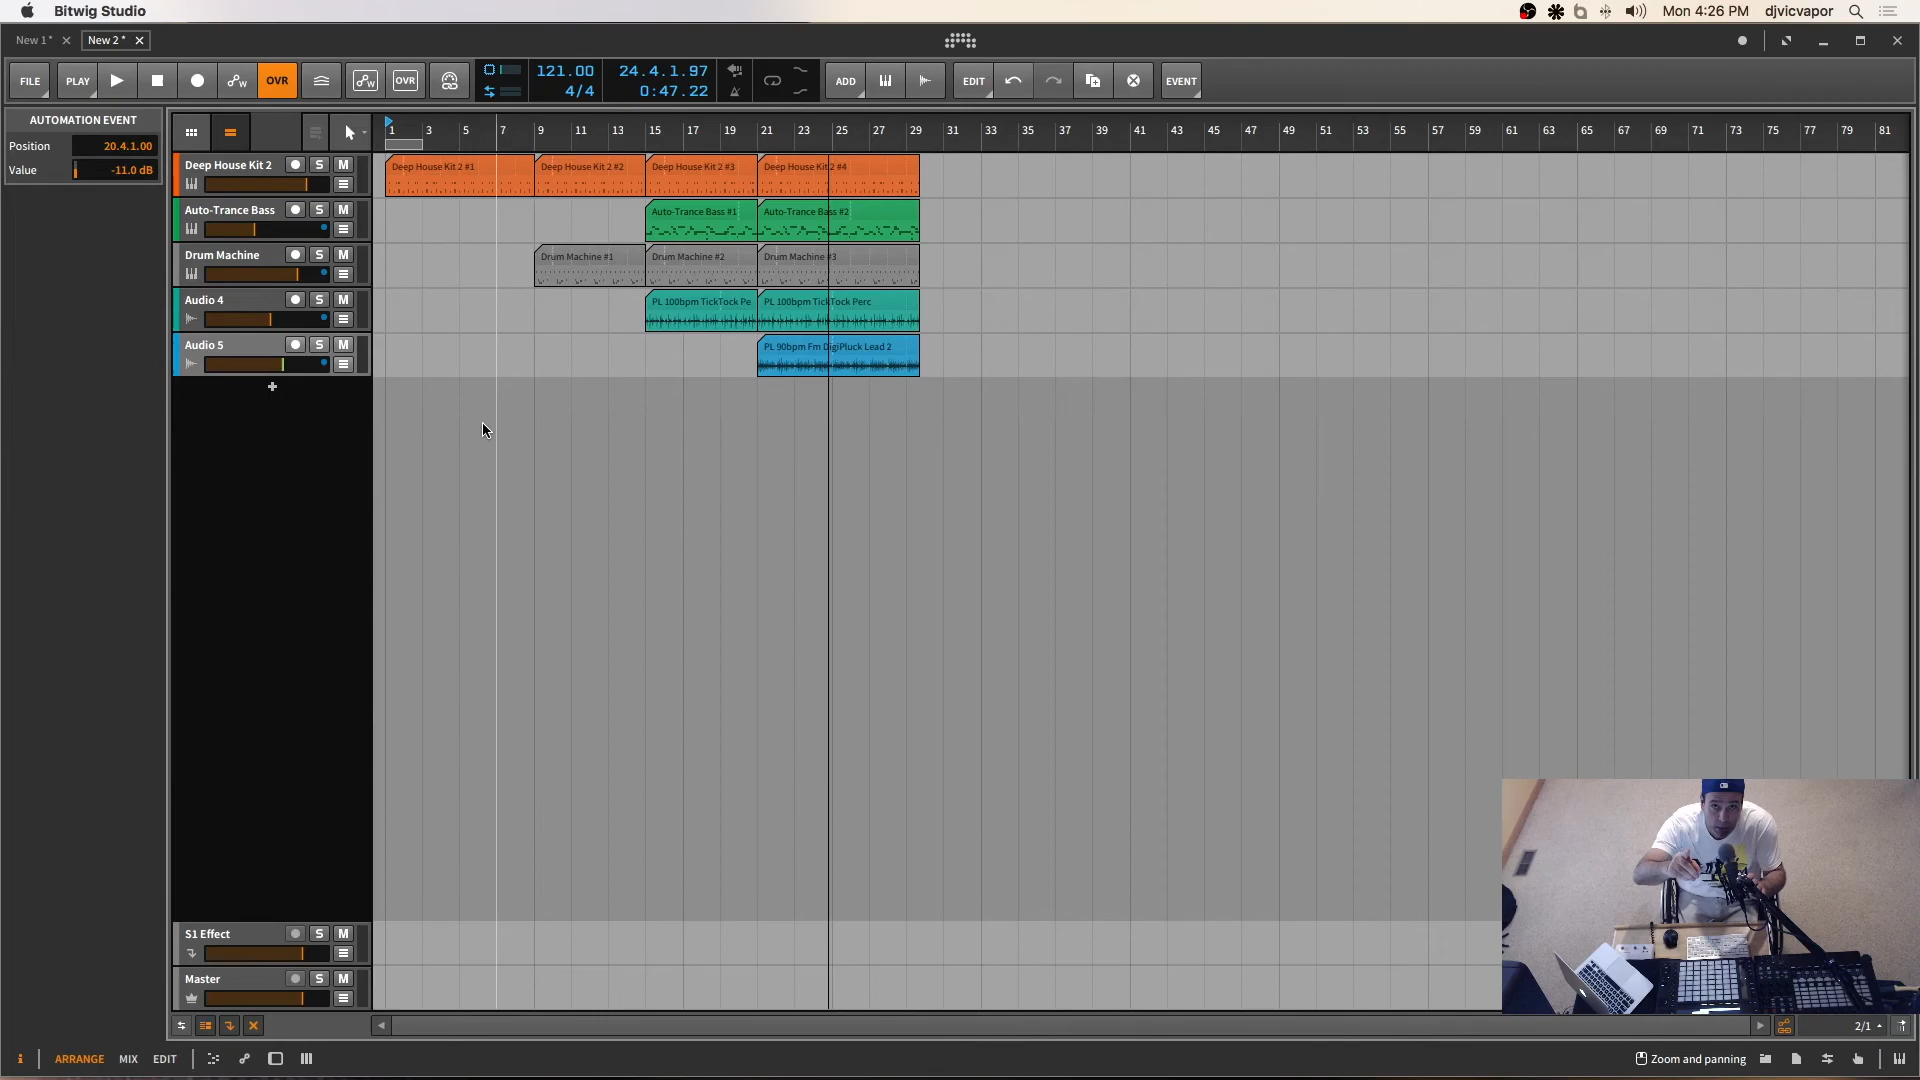 Bitwig Studio
Mon 4:26 PM djvicvapor
New 1 * New 2 *
FILE PLAY OVR OVR 121.00 24.4.1.97 ADD EDIT EVENT
4/4 0:47.22
AUTOMATION EVENT
Position 20.4.1.00
Value -11.0 dB
1 3 5 7 9 11 13 15 17 19 21 23 25 27 29 31 33 35 37 39 41 43 45 47 49 51 53 55 57 59 61 63 65 67 69 71 73 75 77 79 81
Deep House Kit 2 S M Deep House Kit 2 #1 Deep House Kit 2 #2 Deep House Kit 2 #3 Deep House Kit 2 #4
Auto-Trance Bass S M Auto-Trance Bass #1 Auto-Trance Bass #2
Drum Machine S M Drum Machine #1 Drum Machine #2 Drum Machine #3
Audio 4 S M PL 100bpm TickTock Pe PL 100bpm TickTock Perc
Audio 5 S M PL 90bpm Fm DigiPluck Lead 2
S1 Effect S M
Master S M
2/1
i ARRANGE MIX EDIT Zoom and panning